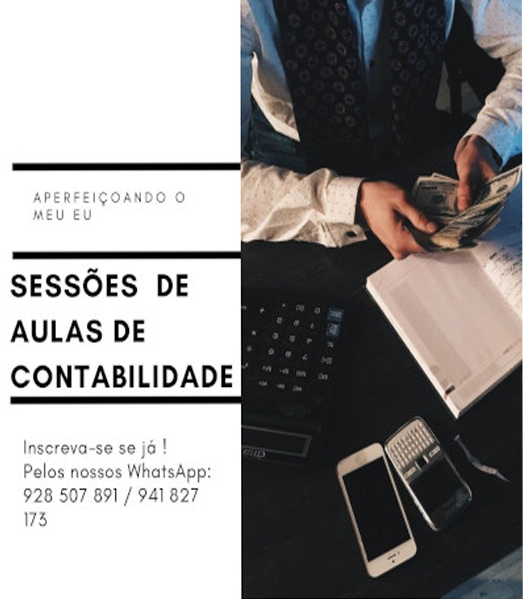 APERFEIÇOANDO O
MEU EU
SESSÕES DE
AULAS DE
CONTABILIDADE
Inscreva-se se já !
Pelos nossos WhatsApp:
928 507 891 / 941 827
173